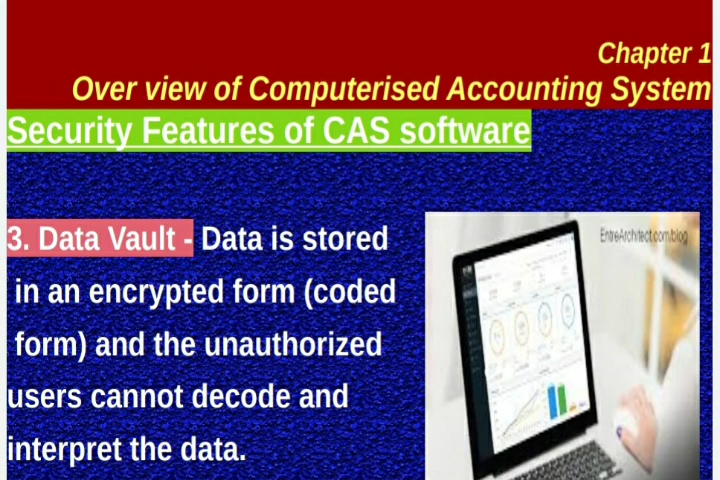 Chapter 1
Over view of Computerised Accounting System
Security Features of CAS software
3. Data Vault - Data is stored
in an encrypted form (coded
form) and the unauthorized
users cannot decode and
interpret the data.
EntreArchitect.com/blog